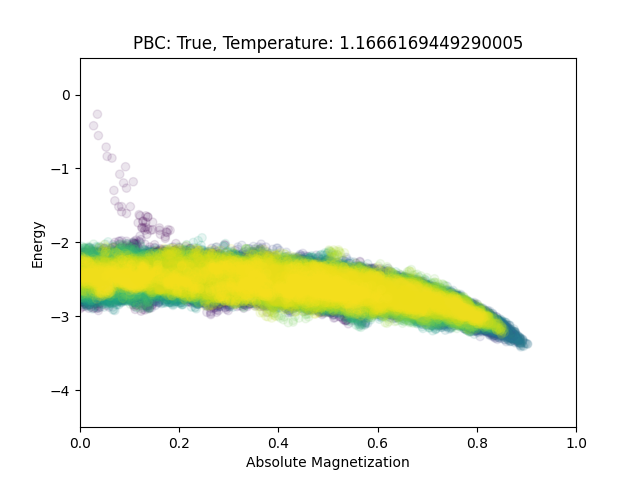 PBC: True, Temperature: 1.1666169449290005
0
−1
−2
−3
−4
Energy
0.0 0.2 0.4 0.6 0.8 1.0
Absolute Magnetization